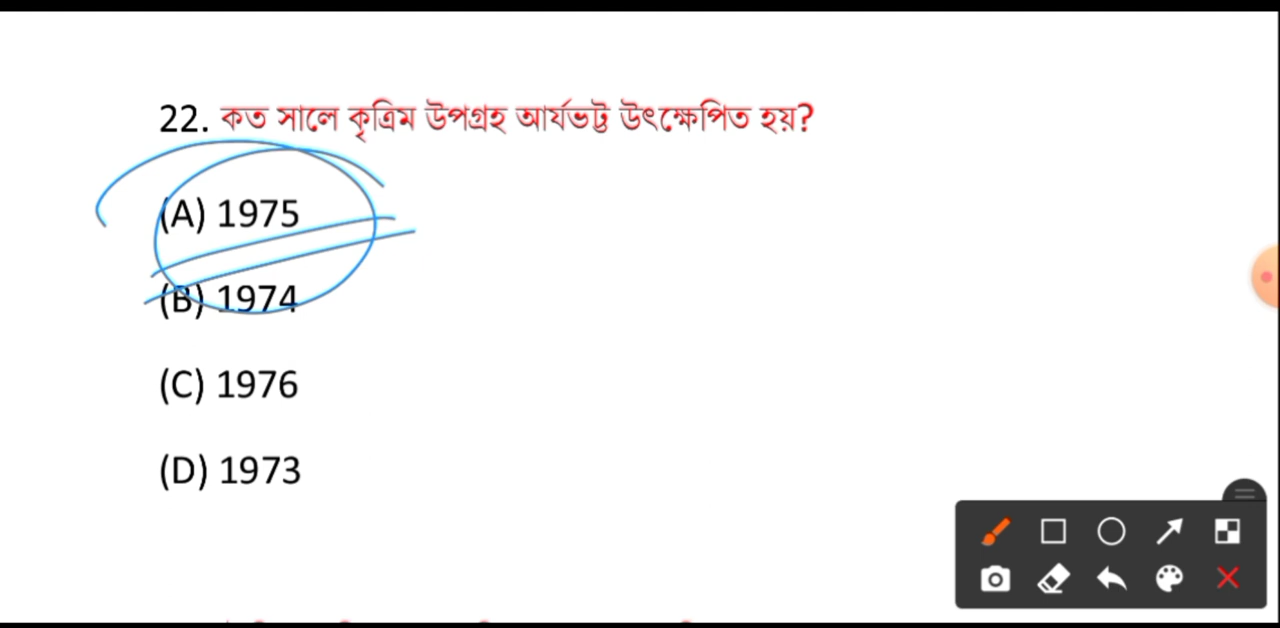 22. কত সালে কৃত্রিম উপগ্রহ আর্যভট্ট উৎক্ষেপিত হয়?
(A) 1975
(B) 1974
(C) 1976
(D) 1973